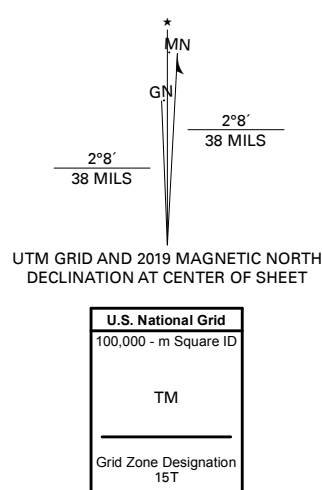 ★
MN
GN
2°8´
38 MILS
2°8´
38 MILS
UTM GRID AND 2019 MAGNETIC NORTH
DECLINATION AT CENTER OF SHEET
U.S. National Grid
100,000 - m Square ID
TM
Grid Zone Designation
15T